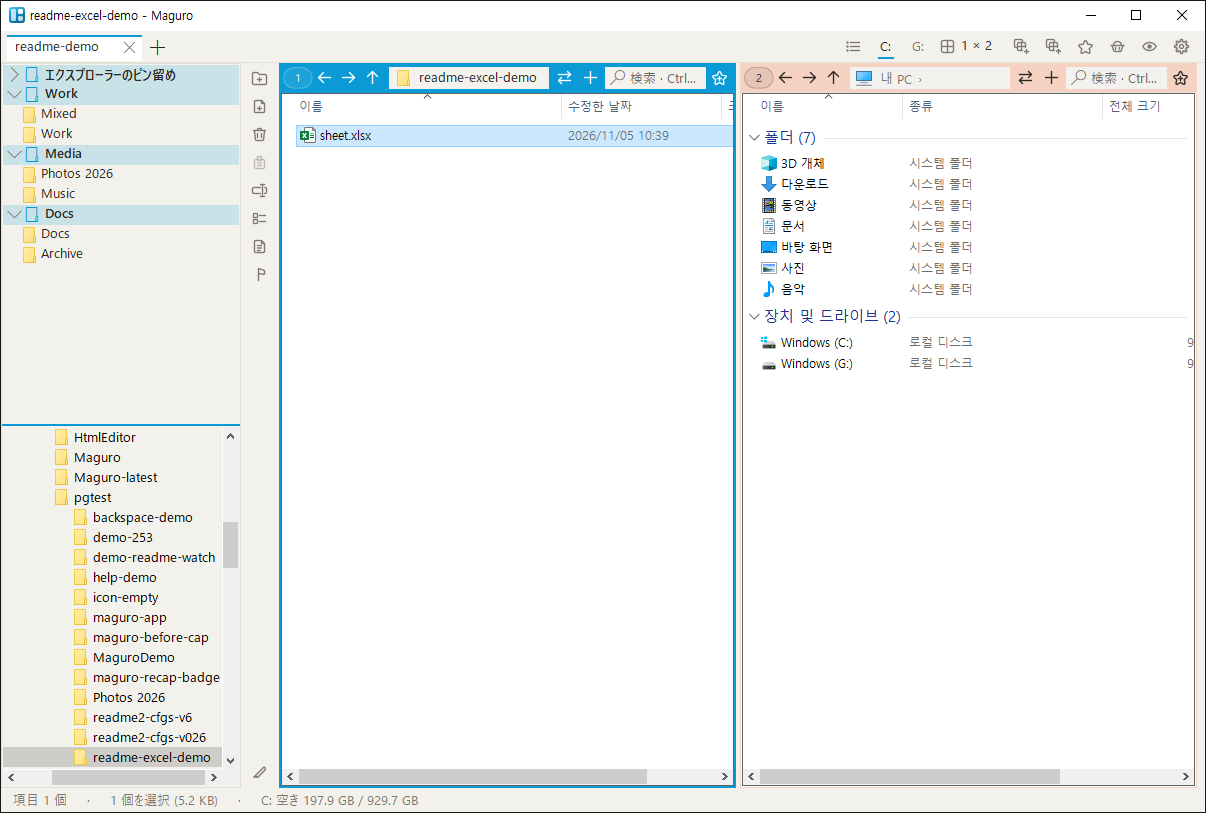 readme-excel-demo - Maguro
readme-demo
C: G: 1 × 2
エクスプローラーのピン留め
Work
Mixed
Work
Media
Photos 2026
Music
Docs
Docs
Archive
HtmlEditor
Maguro
Maguro-latest
pgtest
backspace-demo
demo-253
demo-readme-watch
help-demo
icon-empty
maguro-app
maguro-before-cap
MaguroDemo
maguro-recap-badge
Photos 2026
readme2-cfgs-v6
readme2-cfgs-v026
readme-excel-demo
1 readme-excel-demo 検索 · Ctrl...
이름 수정한 날짜
sheet.xlsx 2026/11/05 10:39
2 내 PC › 検索 · Ctrl...
이름 종류 전체 크기
폴더 (7)
3D 개체 시스템 폴더
다운로드 시스템 폴더
동영상 시스템 폴더
문서 시스템 폴더
바탕 화면 시스템 폴더
사진 시스템 폴더
음악 시스템 폴더
장치 및 드라이브 (2)
Windows (C:) 로컬 디스크 9
Windows (G:) 로컬 디스크 9
項目 1 個 · 1 個を選択 (5.2 KB) · C: 空き 197.9 GB / 929.7 GB